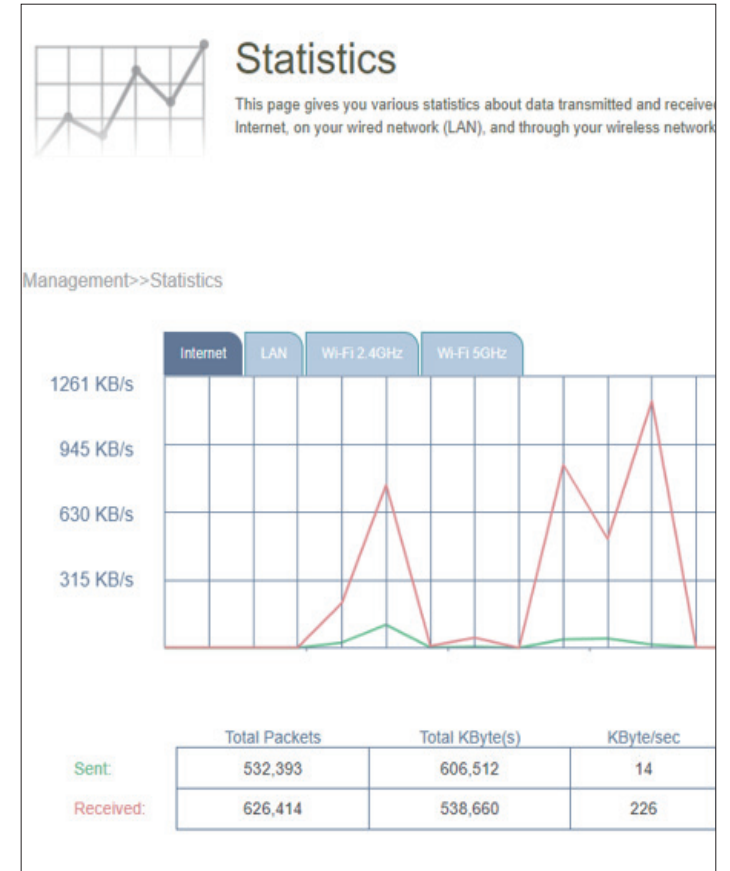 Statistics
This page gives you various statistics about data transmitted and
Internet, on your wired network (LAN), and through your wireless network
Management>>Statistics
Internet LAN Wi-Fi 2.4GHz Wi-Fi 5GHz
1261 KB/s
945 KB/s
630 KB/s
315 KB/s
Total Packets Total KByte(s) KByte/sec
Sent: 532,393 606,512 14
Received: 626,414 538,660 226